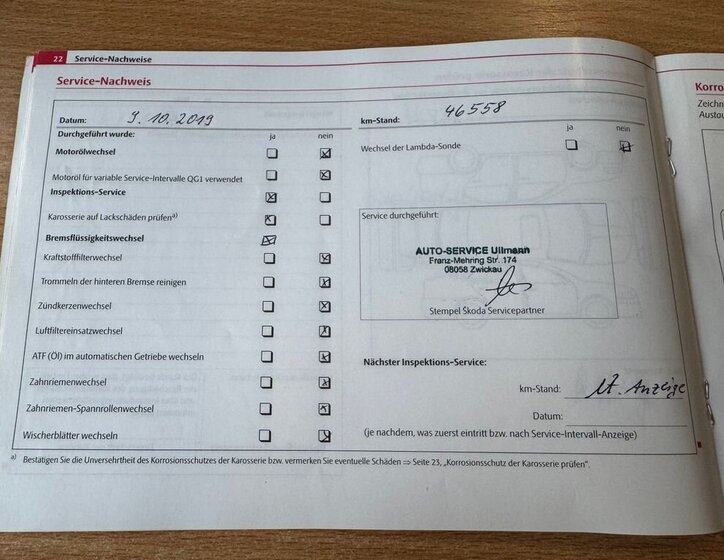 22 Service-Nachweise
Service-Nachweis
Datum: 9.10.2019
km-Stand: 46558
Durchgeführt wurde: ja nein
ja nein
Motorölwechsel
Wechsel der Lambda-Sonde
Motoröl für variable Service-Intervalle QG1 verwendet
Inspektions-Service
Karosserie auf Lackschäden prüfen a)
Bremsflüssigkeitswechsel
Kraftstofffilterwechsel
Trommeln der hinteren Bremse reinigen
Zündkerzenwechsel
Luftfiltereinsatzwechsel
ATF (Öl) im automatischen Getriebe wechseln
Zahnriemenwechsel
Zahnriemen-Spannrollenwechsel
Wischerblätter wechseln
Service durchgeführt:
AUTO-SERVICE Ullmann
Franz-Mehring Str. 174
08058 Zwickau
Stempel Škoda Servicepartner
Nächster Inspektions-Service:
km-Stand: lt. Anzeige
Datum:
(je nachdem, was zuerst eintritt bzw. nach Service-Intervall-Anzeige)
a) Bestätigen Sie die Unversehrtheit des Korrosionsschutzes der Karosserie bzw. vermerken Sie eventuelle Schäden ⇒ Seite 23, „Korrosionsschutz der Karosserie prüfen“.
Korro
Zeichn
Austau